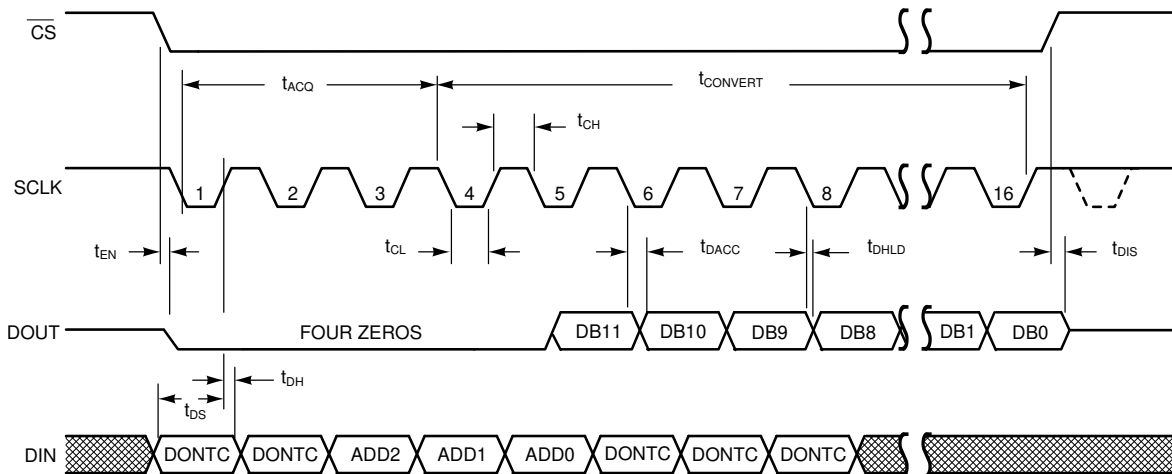 CS
tACQ
tCONVERT
tCH
SCLK
1 2 3 4 5 6 7 8 16
tEN
tCL
tDACC
tDHLD
tDIS
DOUT
FOUR ZEROS
DB11 DB10 DB9 DB8 DB1 DB0
tDH
tDS
DIN
DONTC DONTC ADD2 ADD1 ADD0 DONTC DONTC DONTC